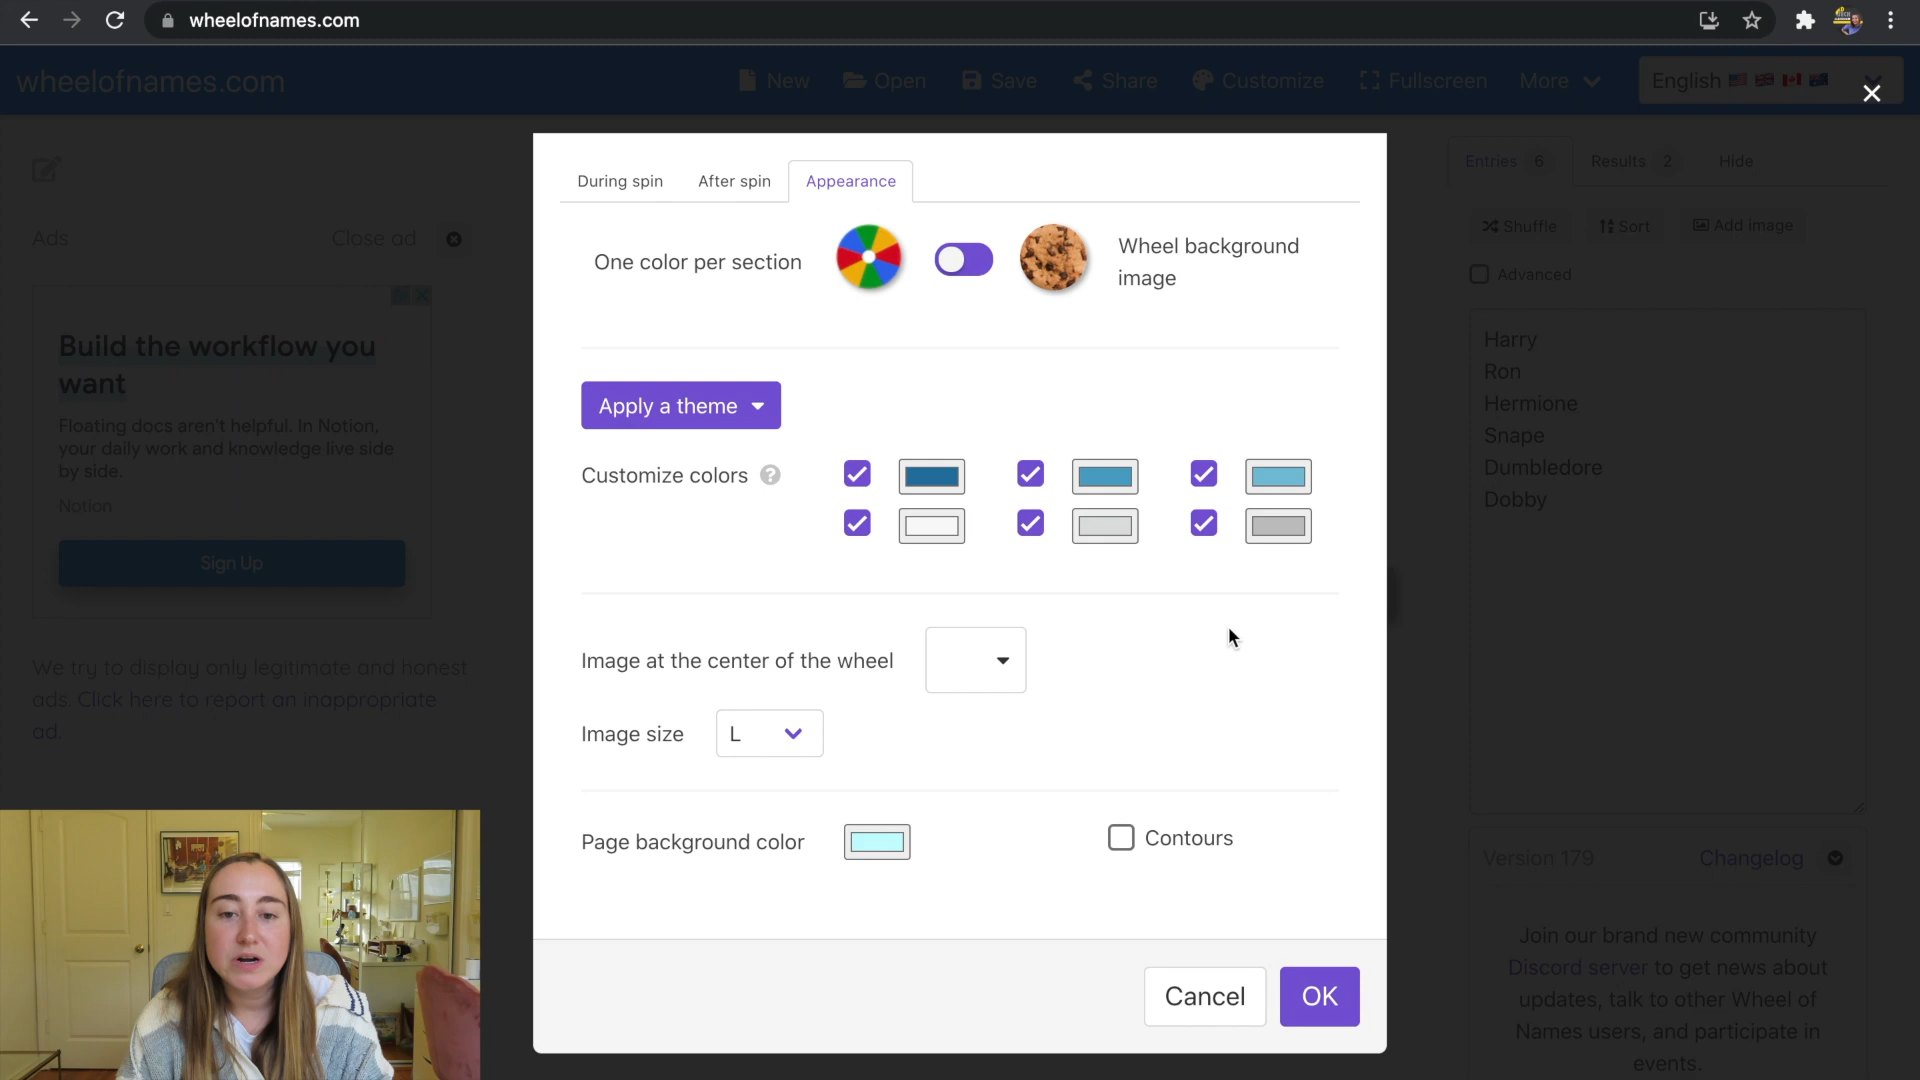 wheelofnames.com
wheelofnames.com
New
Open
Save
Share
Customize
Fullscreen
More
English
Ads
Close ad
Build the workflow you
want
Floating docs aren't helpful. In Notion,
your daily work and knowledge live side
by side.
Notion
Sign Up
We try to display only legitimate and honest
ads. Click here to report an inappropriate
ad.
During spin
After spin
Appearance
One color per section
Wheel background
image
Apply a theme
Customize colors ?
Image at the center of the wheel
Image size
L
Page background color
Contours
Cancel
OK
Entries 6
Results 2
Hide
Shuffle
Sort
Add image
Advanced
Harry
Ron
Hermione
Snape
Dumbledore
Dobby
Version 179
Changelog
Join our brand new community
Discord server to get news about
updates, talk to other Wheel of
Names users, and participate in
events.